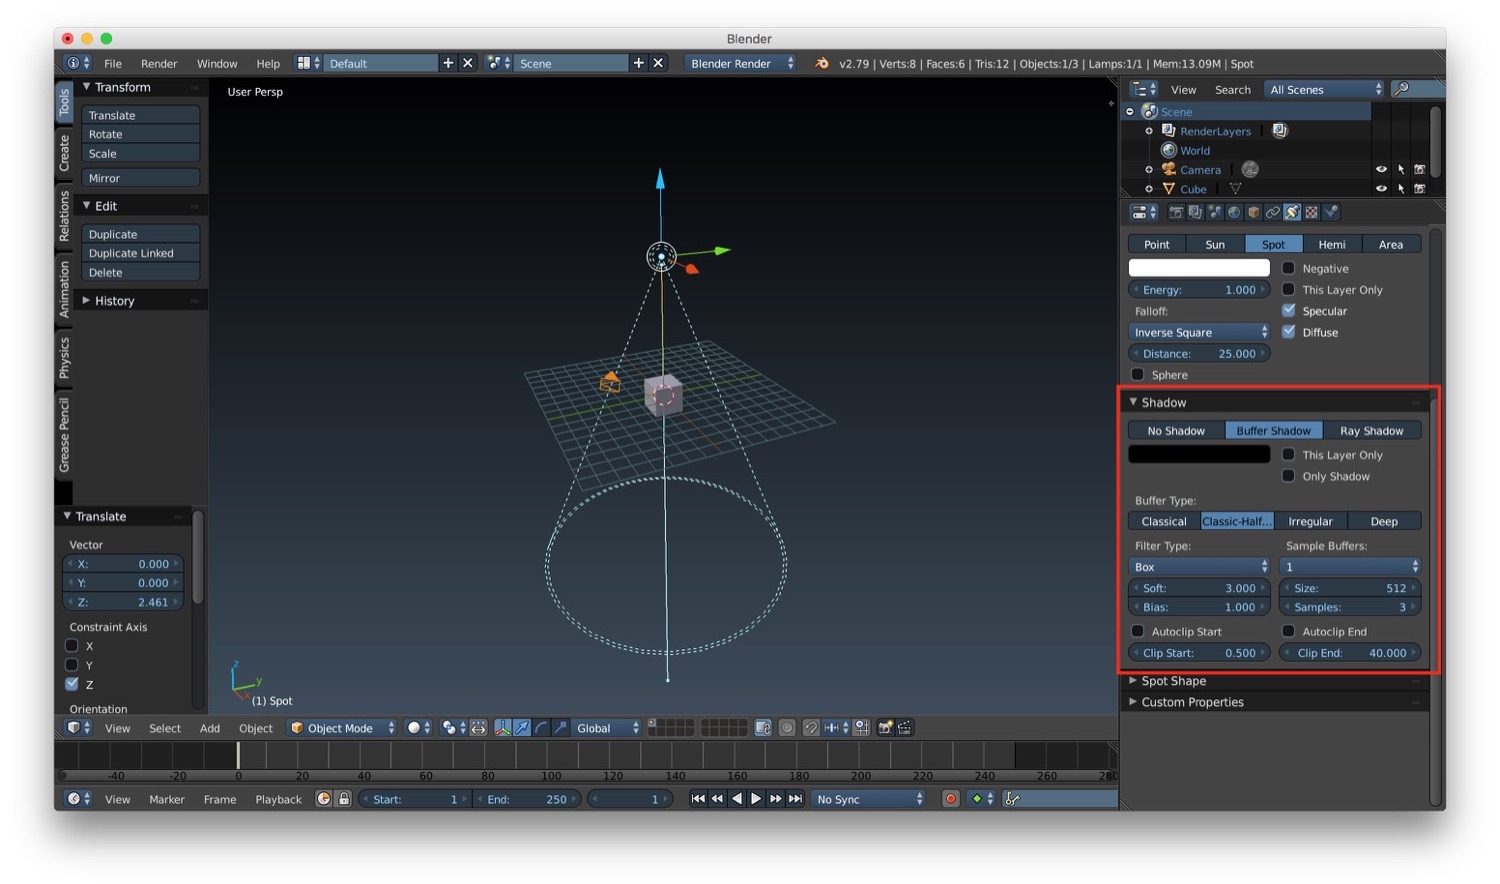 Blender
File Render Window Help Default Scene Blender Render v2.79 | Verts:8 | Faces:6 | Tris:12 | Objects:1/3 | Lamps:1/1 | Mem:13.09M | Spot
Tools
Create
Relations
Animation
Physics
Grease Pencil
Transform
Translate
Rotate
Scale
Mirror
Edit
Duplicate
Duplicate Linked
Delete
History
Translate
Vector
X: 0.000
Y: 0.000
Z: 2.461
Constraint Axis
X
Y
Z
Orientation
User Persp
z
y
x
(1) Spot
View Select Add Object Object Mode Global
-40 -20 0 20 40 60 80 100 120 140 160 180 200 220 240 260 280
View Marker Frame Playback Start: 1 End: 250 1 No Sync
View Search All Scenes
Scene
RenderLayers
World
Camera
Cube
Point Sun Spot Hemi Area
Negative
Energy: 1.000 This Layer Only
Falloff: Specular
Inverse Square Diffuse
Distance: 25.000
Sphere
Shadow
No Shadow Buffer Shadow Ray Shadow
This Layer Only
Only Shadow
Buffer Type:
Classical Classic-Half... Irregular Deep
Filter Type: Sample Buffers:
Box 1
Soft: 3.000 Size: 512
Bias: 1.000 Samples: 3
Autoclip Start Autoclip End
Clip Start: 0.500 Clip End: 40.000
Spot Shape
Custom Properties